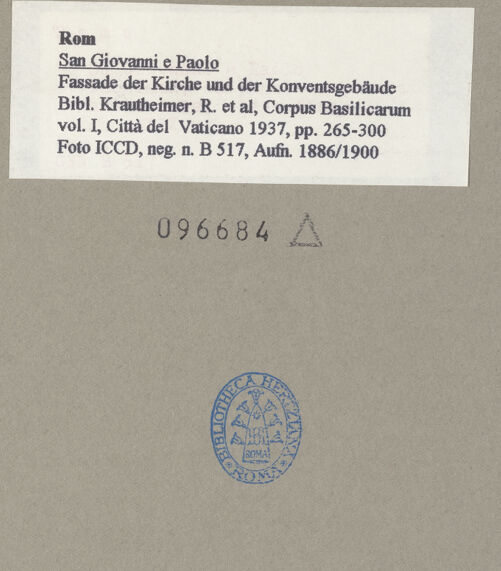 Rom
San Giovanni e Paolo
Fassade der Kirche und der Konventsgebäude
Bibl. Krautheimer, R. et al, Corpus Basilicarum
vol. I, Città del Vaticano 1937, pp. 265-300
Foto ICCD, neg. n. B 517, Aufn. 1886/1900
096684
BIBLIOTHECA HERTZIANA
ROMA
ROMA